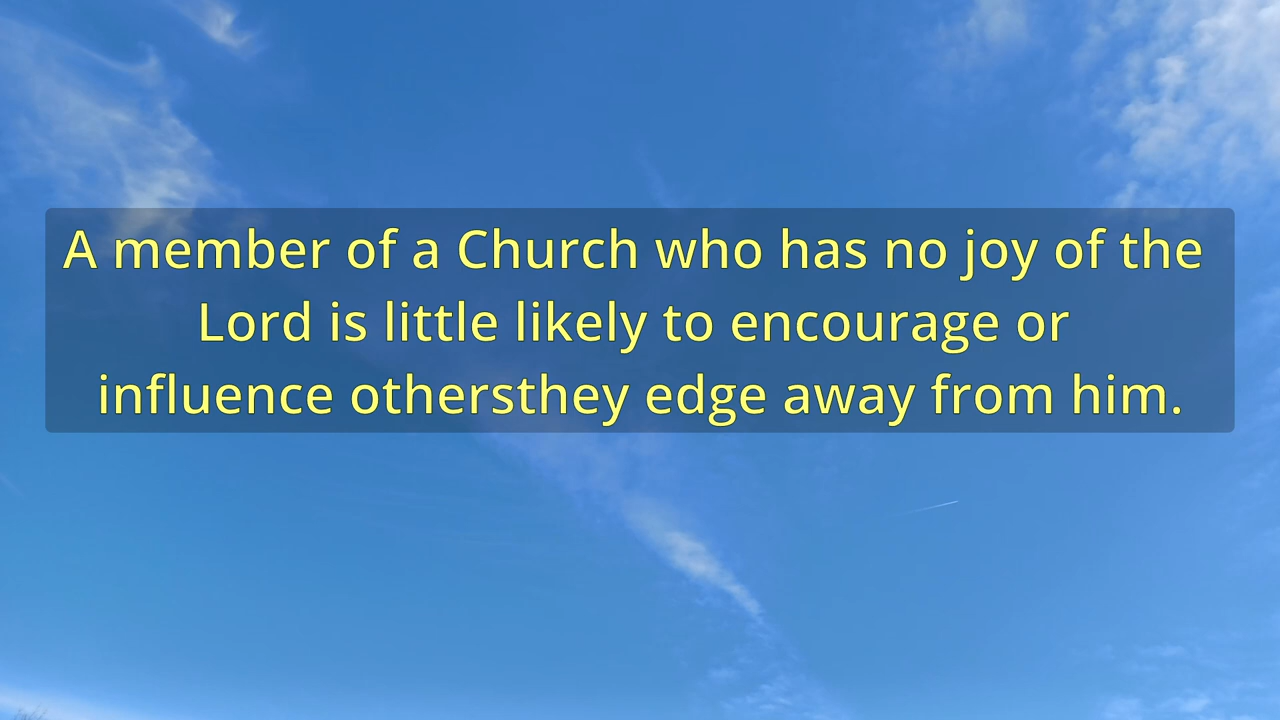 A member of a Church who has no joy of the
Lord is little likely to encourage or
influence othersthey edge away from him.